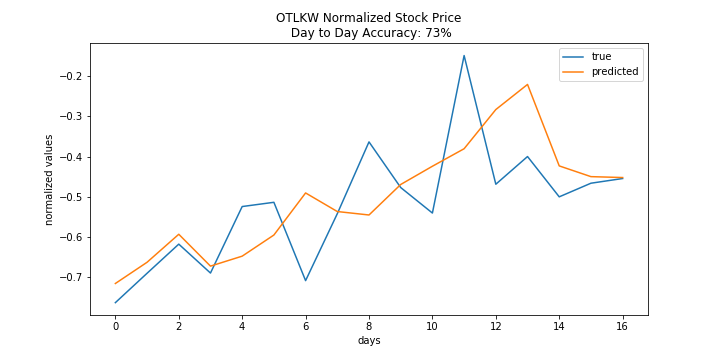 OTLKW Normalized Stock Price
Day to Day Accuracy: 73%
true
predicted
−0.2
−0.3
−0.4
−0.5
−0.6
−0.7
normalized values
0 2 4 6 8 10 12 14 16
days